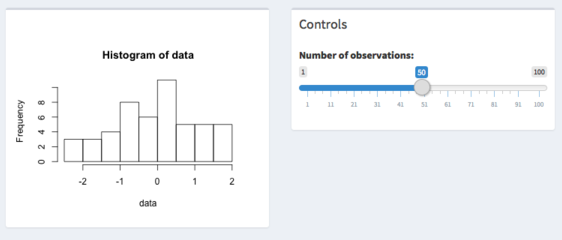 Histogram of data
Frequency
0 2 4 6 8
-2 -1 0 1 2
data
Controls
Number of observations:
1 50 100
1 11 21 31 41 51 61 71 81 91 100